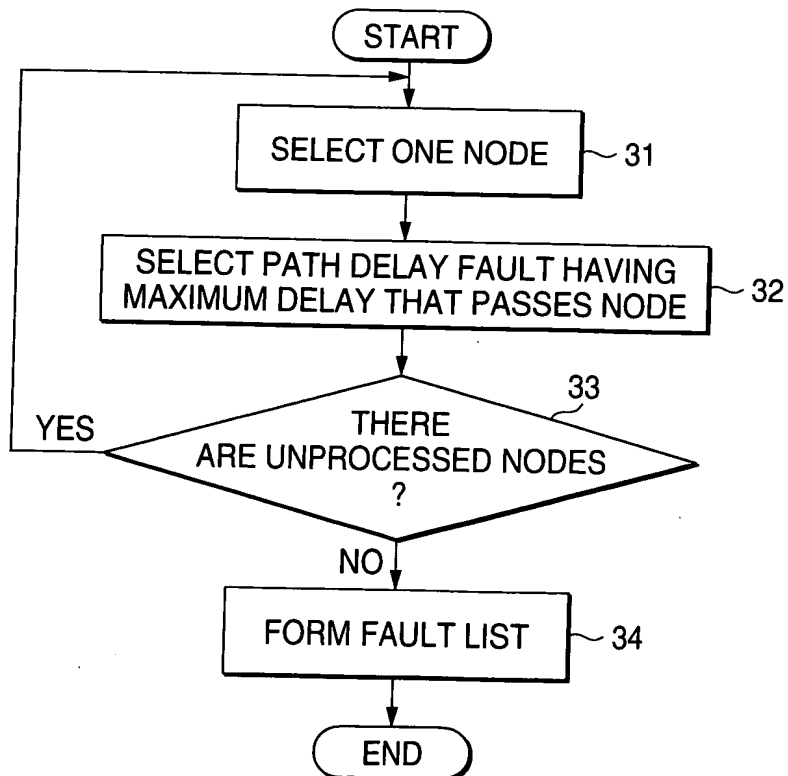 START
SELECT ONE NODE
31
SELECT PATH DELAY FAULT HAVING
MAXIMUM DELAY THAT PASSES NODE
32
33
THERE
ARE UNPROCESSED NODES
?
YES
NO
FORM FAULT LIST
34
END